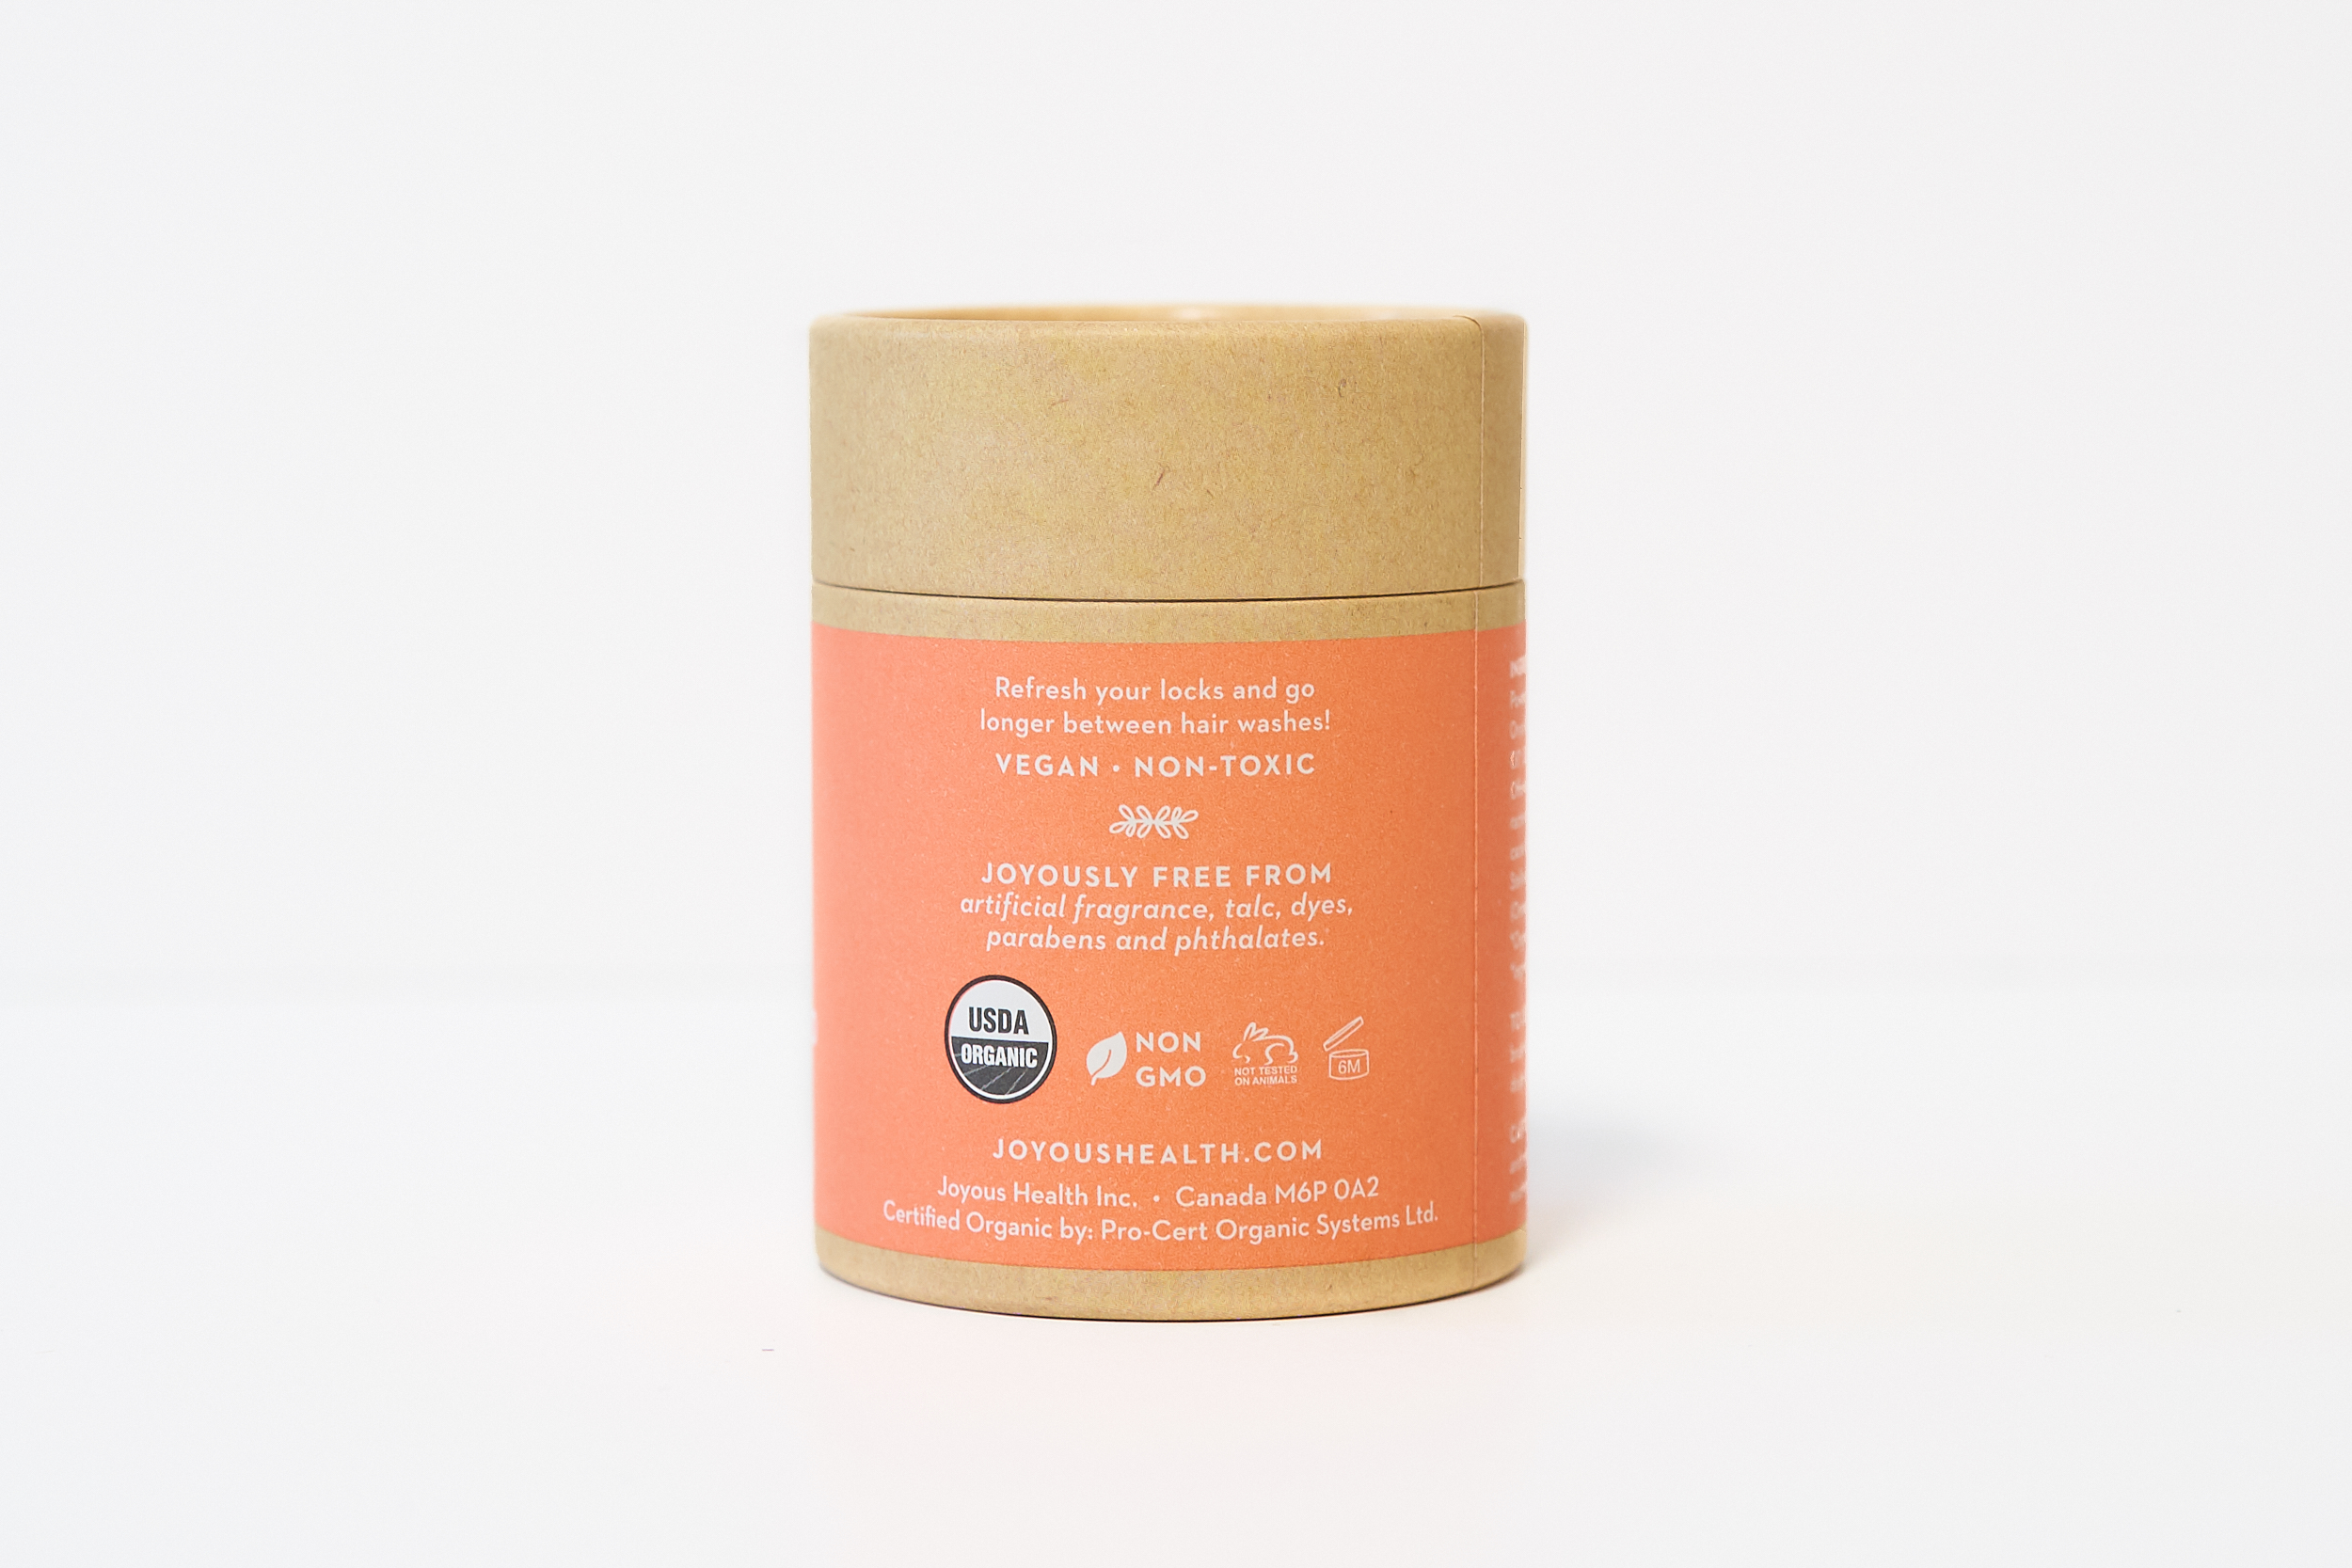 Refresh your locks and go
longer between hair washes!
VEGAN • NON-TOXIC
JOYOUSLY FREE FROM
artificial fragrance, talc, dyes,
parabens and phthalates.
USDA
ORGANIC
NON
GMO
NOT TESTED
ON ANIMALS
6M
JOYOUSHEALTH.COM
Joyous Health Inc. • Canada M6P 0A2
Certified Organic by: Pro-Cert Organic Systems Ltd.